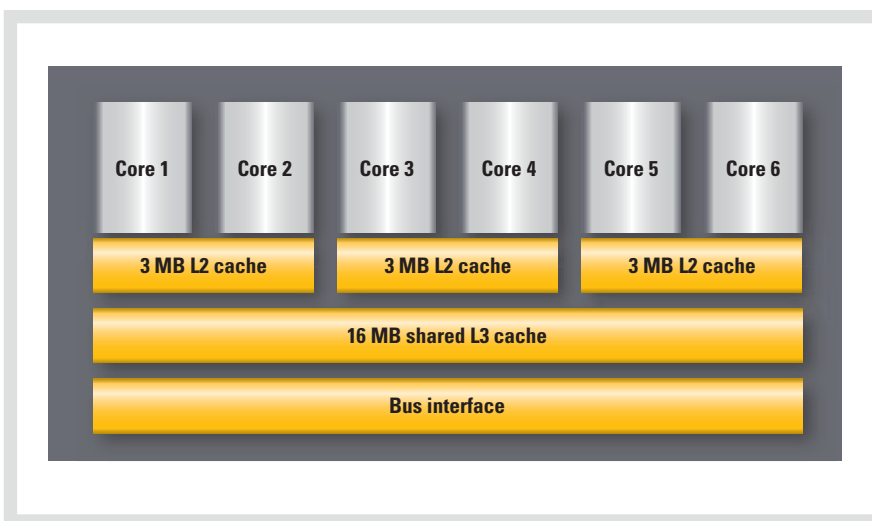 Core 1 Core 2 Core 3 Core 4 Core 5 Core 6
3 MB L2 cache 3 MB L2 cache 3 MB L2 cache
16 MB shared L3 cache
Bus interface